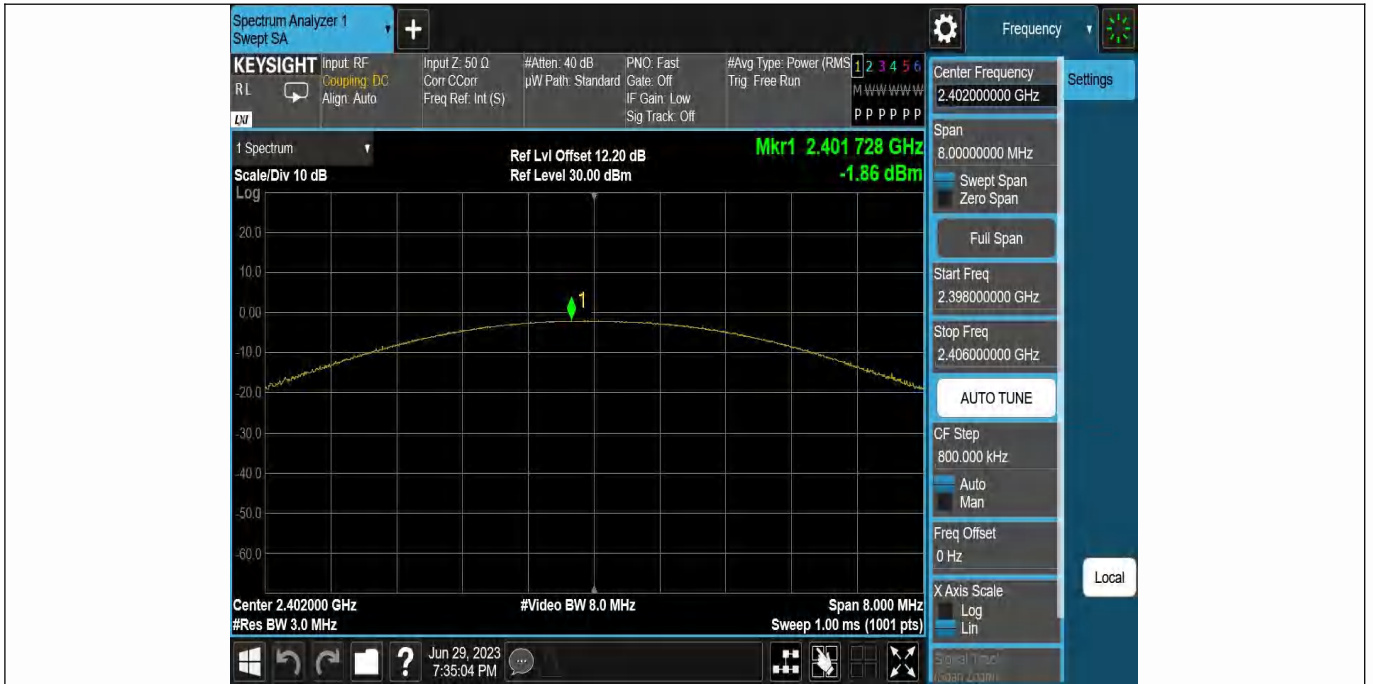 Spectrum Analyzer 1
Swept SA
+
Frequency
KEYSIGHT
RL
LXI
Input: RF
Coupling: DC
Align: Auto
Input Z: 50 Ω
Corr CCorr
Freq Ref: Int (S)
#Atten: 40 dB
µW Path: Standard
PNO: Fast
Gate: Off
IF Gain: Low
Sig Track: Off
#Avg Type: Power (RMS
Trig: Free Run
1 2 3 4 5 6
M W W W W W
P P P P P P
1 Spectrum
Scale/Div 10 dB
Ref Lvl Offset 12.20 dB
Ref Level 30.00 dBm
Mkr1 2.401 728 GHz
-1.86 dBm
Log
20.0
10.0
0.00
-10.0
-20.0
-30.0
-40.0
-50.0
-60.0
1
Center 2.402000 GHz
#Res BW 3.0 MHz
#Video BW 8.0 MHz
Span 8.000 MHz
Sweep 1.00 ms (1001 pts)
?
Jun 29, 2023
7:35:04 PM
Center Frequency
2.402000000 GHz
Span
8.00000000 MHz
Swept Span
Zero Span
Full Span
Start Freq
2.398000000 GHz
Stop Freq
2.406000000 GHz
AUTO TUNE
CF Step
800.000 kHz
Auto
Man
Freq Offset
0 Hz
X Axis Scale
Log
Lin
Signal Track
(Span Zoom)
Settings
Local